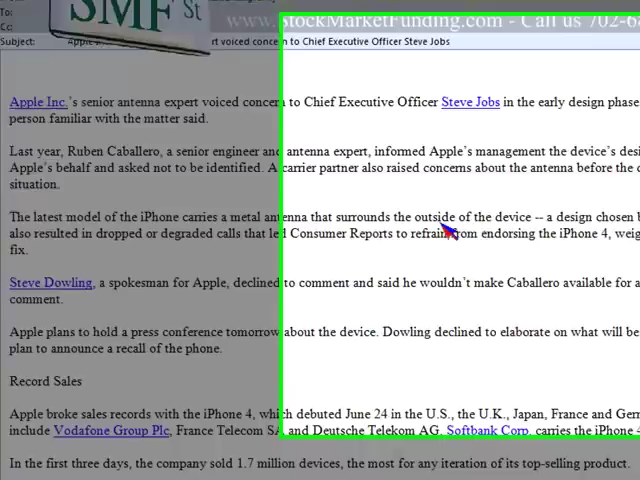 SMF St
www.StockMarketFunding.com - Call us 702-6
To:
Cc:
Subject: Apple rt voiced concern to Chief Executive Officer Steve Jobs
Apple Inc.'s senior antenna expert voiced concern to Chief Executive Officer Steve Jobs in the early design phase
person familiar with the matter said.
Last year, Ruben Caballero, a senior engineer and antenna expert, informed Apple's management the device's desi
Apple's behalf and asked not to be identified. A carrier partner also raised concerns about the antenna before the
situation.
The latest model of the iPhone carries a metal antenna that surrounds the outside of the device -- a design chosen b
also resulted in dropped or degraded calls that led Consumer Reports to refrain from endorsing the iPhone 4, weig
fix.
Steve Dowling, a spokesman for Apple, declined to comment and said he wouldn't make Caballero available for a
comment.
Apple plans to hold a press conference tomorrow about the device. Dowling declined to elaborate on what will be
plan to announce a recall of the phone.
Record Sales
Apple broke sales records with the iPhone 4, which debuted June 24 in the U.S., the U.K., Japan, France and Ger
include Vodafone Group Plc, France Telecom SA and Deutsche Telekom AG. Softbank Corp. carries the iPhone 4
In the first three days, the company sold 1.7 million devices, the most for any iteration of its top-selling product.